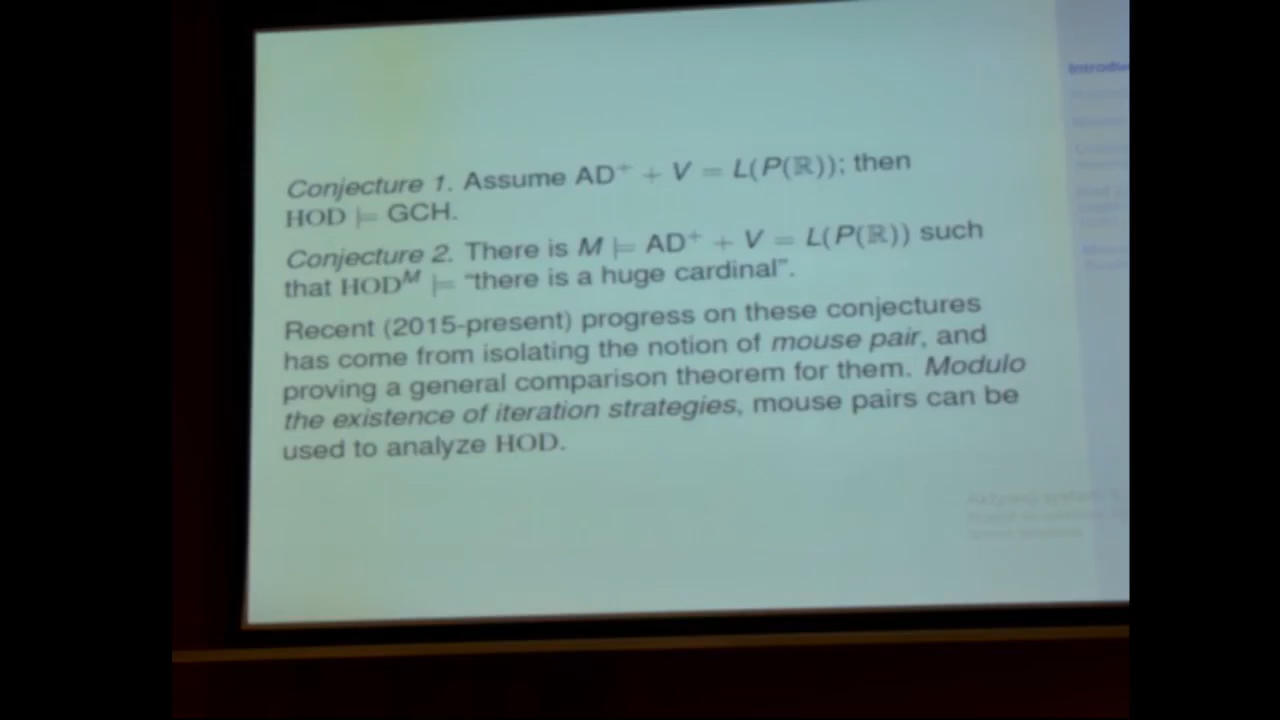 Conjecture 1. Assume AD⁺ + V = L(P(ℝ)); then
HOD ⊨ GCH.
Conjecture 2. There is M ⊨ AD⁺ + V = L(P(ℝ)) such
that HODᴹ ⊨ “there is a huge cardinal”.
Recent (2015-present) progress on these conjectures
has come from isolating the notion of mouse pair, and
proving a general comparison theorem for them. Modulo
the existence of iteration strategies, mouse pairs can be
used to analyze HOD.